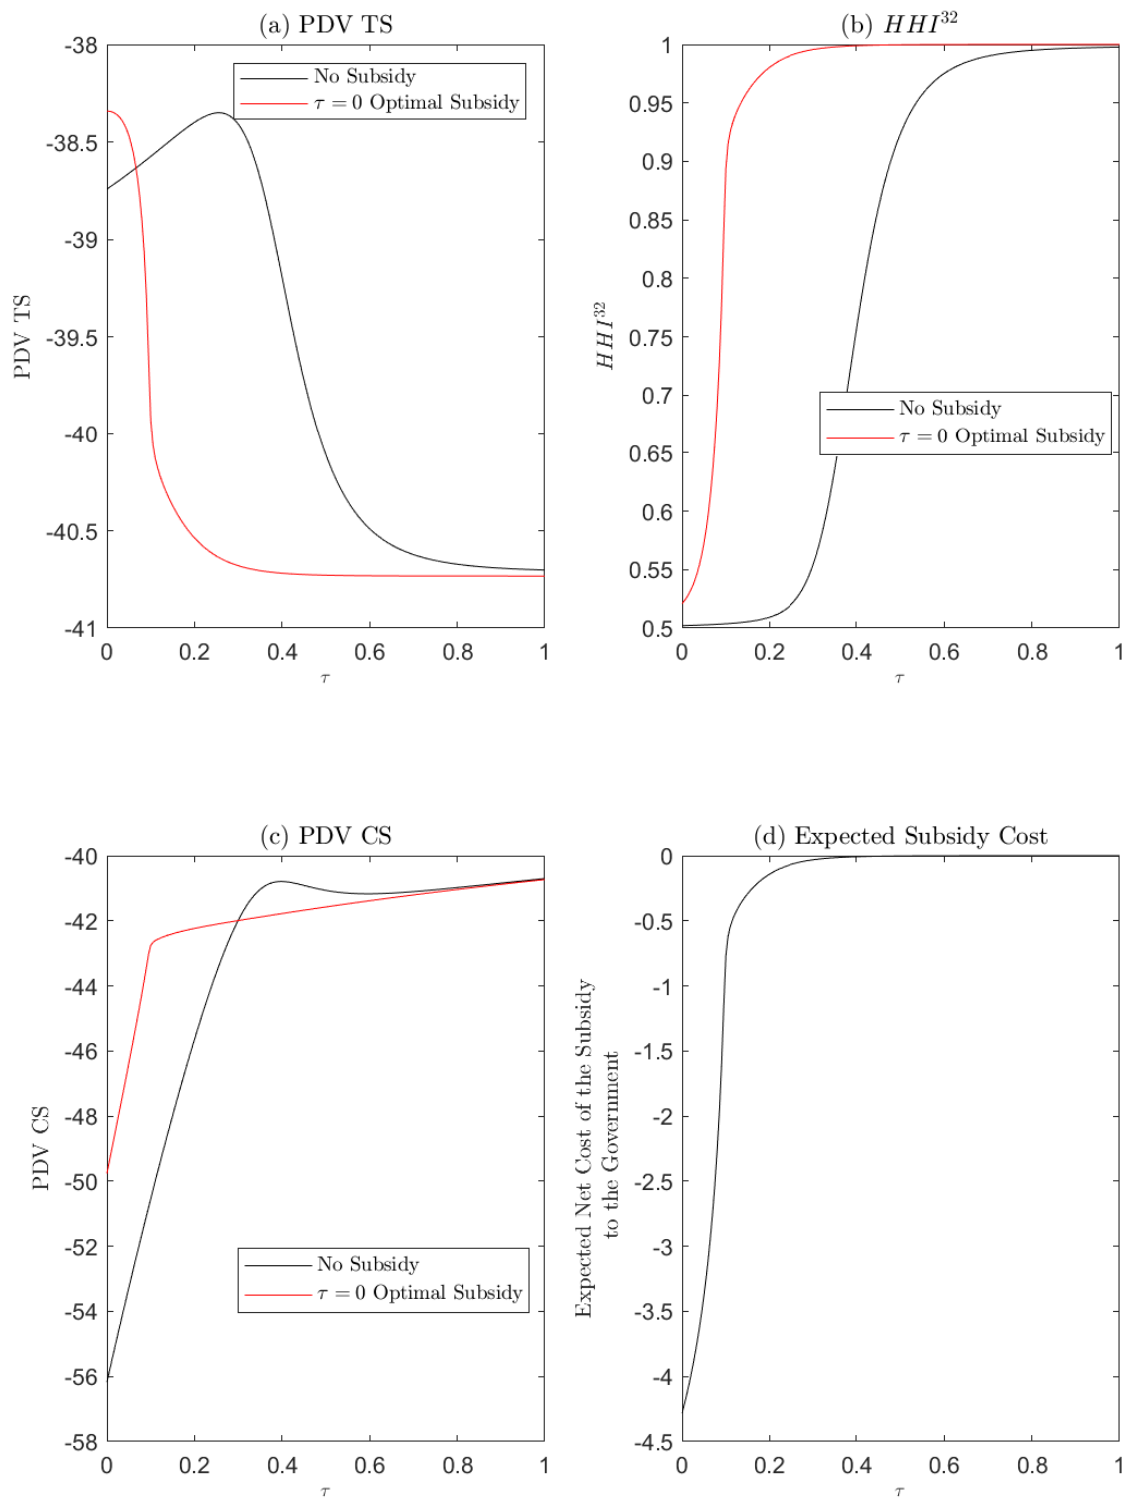 (a) PDV TS
-38
-38.5
-39
-39.5
-40
-40.5
-41
PDV TS
No Subsidy
τ = 0 Optimal Subsidy
0 0.2 0.4 0.6 0.8 1
τ
(b) HHI³²
1
0.95
0.9
0.85
0.8
0.75
0.7
0.65
0.6
0.55
0.5
HHI³²
No Subsidy
τ = 0 Optimal Subsidy
0 0.2 0.4 0.6 0.8 1
τ
(c) PDV CS
-40
-42
-44
-46
-48
-50
-52
-54
-56
-58
PDV CS
No Subsidy
τ = 0 Optimal Subsidy
0 0.2 0.4 0.6 0.8 1
τ
(d) Expected Subsidy Cost
0
-0.5
-1
-1.5
-2
-2.5
-3
-3.5
-4
-4.5
Expected Net Cost of the Subsidy
to the Government
0 0.2 0.4 0.6 0.8 1
τ